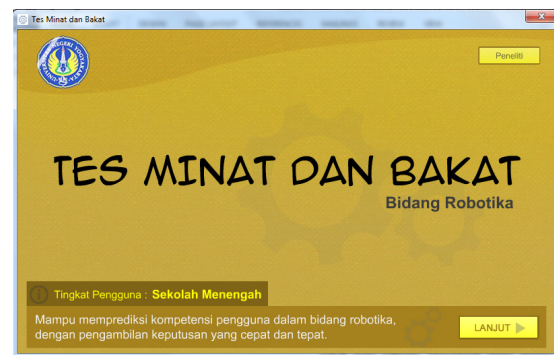 Tes Minat dan Bakat
Peneliti
TES MINAT DAN BAKAT
Bidang Robotika
Tingkat Pengguna : Sekolah Menengah
Mampu memprediksi kompetensi pengguna dalam bidang robotika,
dengan pengambilan keputusan yang cepat dan tepat.
LANJUT